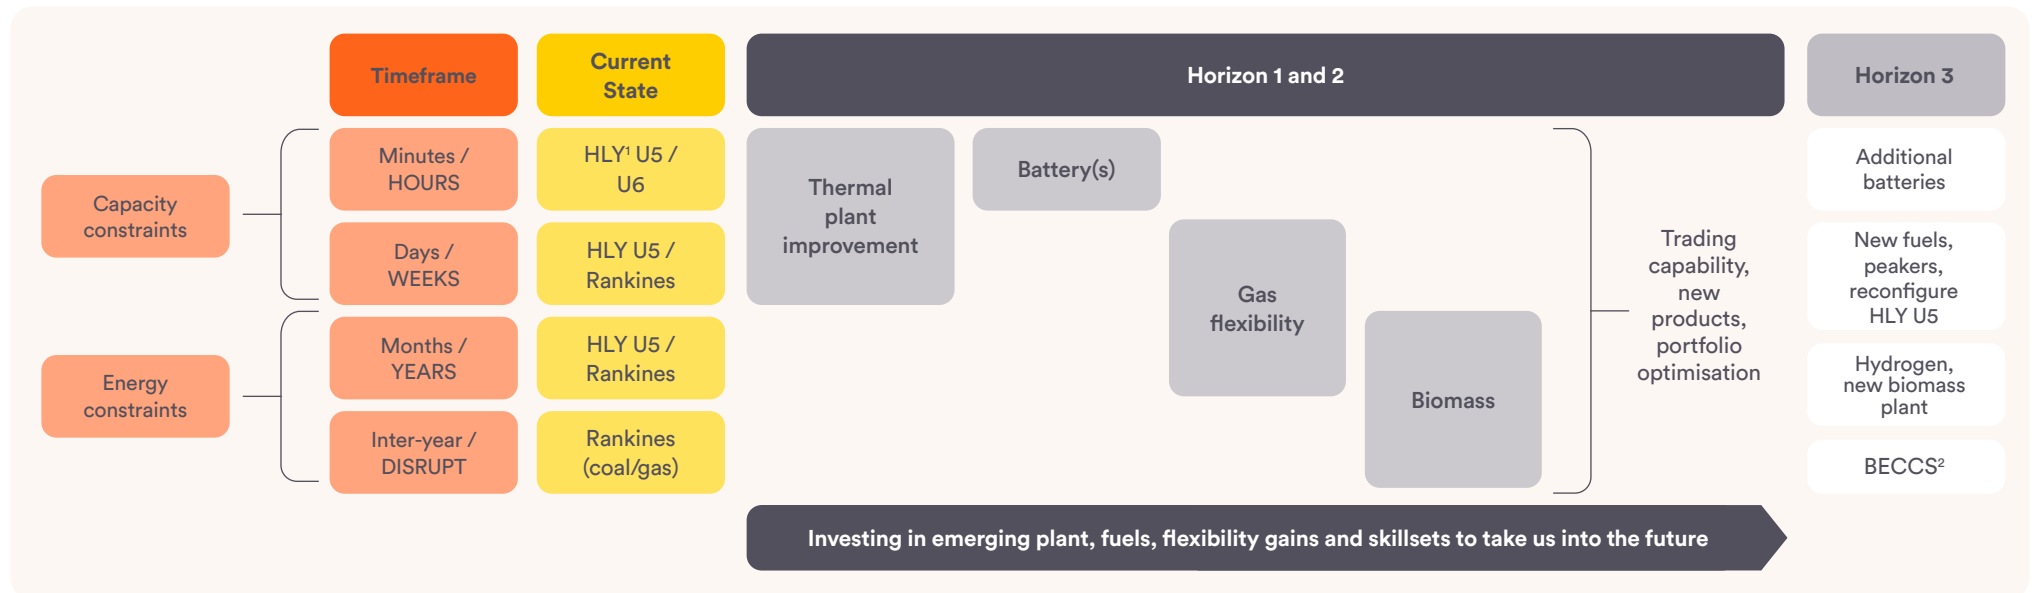 Timeframe
Current
State
Horizon 1 and 2
Horizon 3
Capacity
constraints
Energy
constraints
Minutes /
HOURS
HLY¹ U5 /
U6
Days /
WEEKS
HLY U5 /
Rankines
Months /
YEARS
HLY U5 /
Rankines
Inter-year /
DISRUPT
Rankines
(coal/gas)
Thermal
plant
improvement
Battery(s)
Gas
flexibility
Biomass
Trading
capability,
new
products,
portfolio
optimisation
Additional
batteries
New fuels,
peakers,
reconfigure
HLY U5
Hydrogen,
new biomass
plant
BECCS²
Investing in emerging plant, fuels, flexibility gains and skillsets to take us into the future